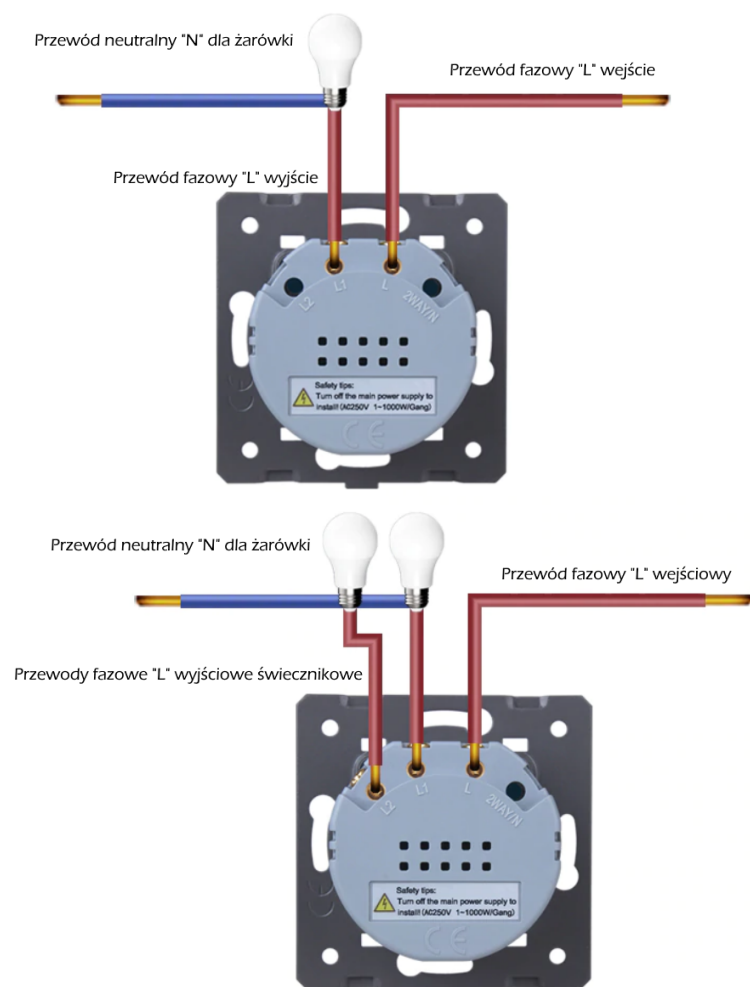 Przewód neutralny "N" dla żarówki
Przewód fazowy "L" wejście
Przewód fazowy "L" wyjście
L2 L1 L 2WAY/N
Safety tips:
Turn off the main power supply to
install! (AC250V 1~1000W/Gang)
CE
CE
Przewód neutralny "N" dla żarówki
Przewód fazowy "L" wejściowy
Przewody fazowe "L" wyjściowe świecznikowe
L2 L1 L 2WAY/N
Safety tips:
Turn off the main power supply to
install! (AC250V 1~1000W/Gang)
CE
CE